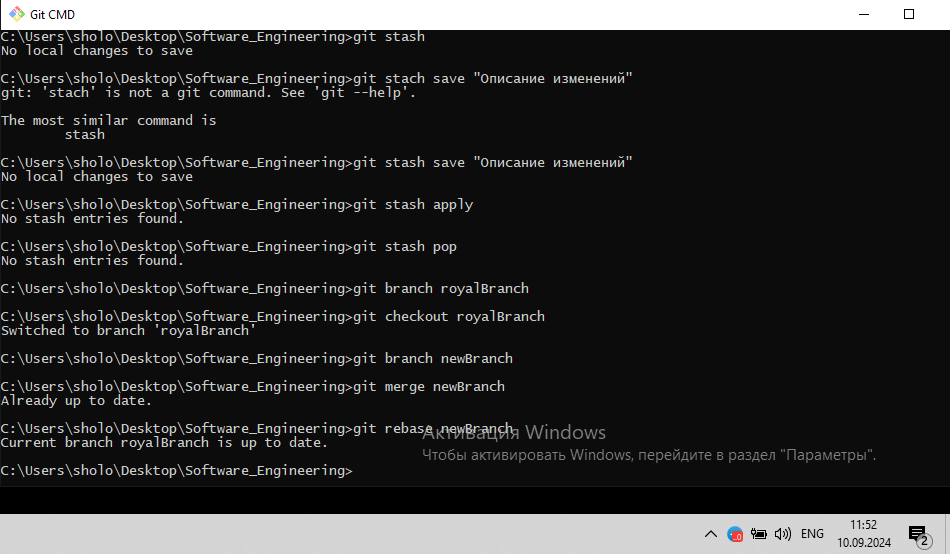 Git CMD
C:\Users\sholo\Desktop\Software_Engineering>git stash
No local changes to save
C:\Users\sholo\Desktop\Software_Engineering>git stach save "Описание изменений"
git: 'stach' is not a git command. See 'git --help'.
The most similar command is
stash
C:\Users\sholo\Desktop\Software_Engineering>git stash save "Описание изменений"
No local changes to save
C:\Users\sholo\Desktop\Software_Engineering>git stash apply
No stash entries found.
C:\Users\sholo\Desktop\Software_Engineering>git stash pop
No stash entries found.
C:\Users\sholo\Desktop\Software_Engineering>git branch royalBranch
C:\Users\sholo\Desktop\Software_Engineering>git checkout royalBranch
Switched to branch 'royalBranch'
C:\Users\sholo\Desktop\Software_Engineering>git branch newBranch
C:\Users\sholo\Desktop\Software_Engineering>git merge newBranch
Already up to date.
C:\Users\sholo\Desktop\Software_Engineering>git rebase newBranch
Current branch royalBranch is up to date.
C:\Users\sholo\Desktop\Software_Engineering>
Активация Windows
Чтобы активировать Windows, перейдите в раздел "Параметры".
ENG
11:52
10.09.2024
2